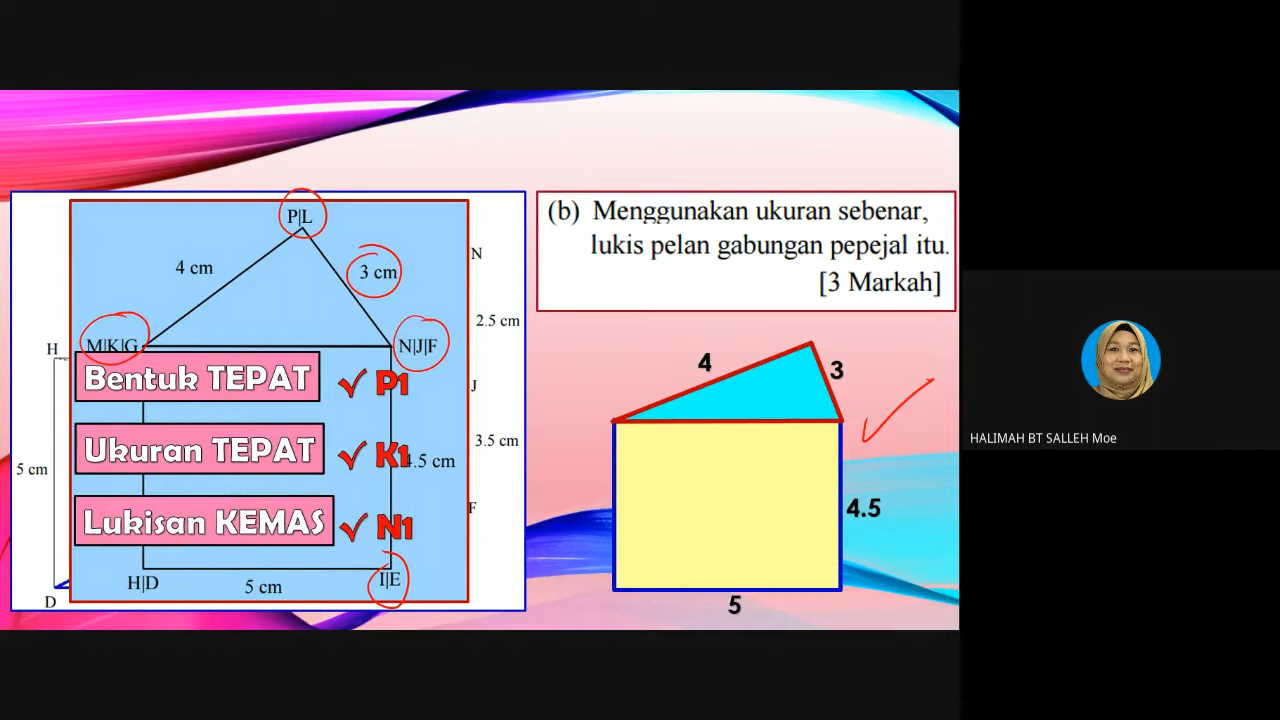 P|L
4 cm
3 cm
M|K|G
N|J|F
N
2.5 cm
H
J
Bentuk TEPAT
✓ P1
3.5 cm
Ukuran TEPAT
✓ K1
4.5 cm
5 cm
F
Lukisan KEMAS
✓ N1
H|D
5 cm
I|E
D
(b) Menggunakan ukuran sebenar,
lukis pelan gabungan pepejal itu.
[3 Markah]
4
3
4.5
5
HALIMAH BT SALLEH Moe